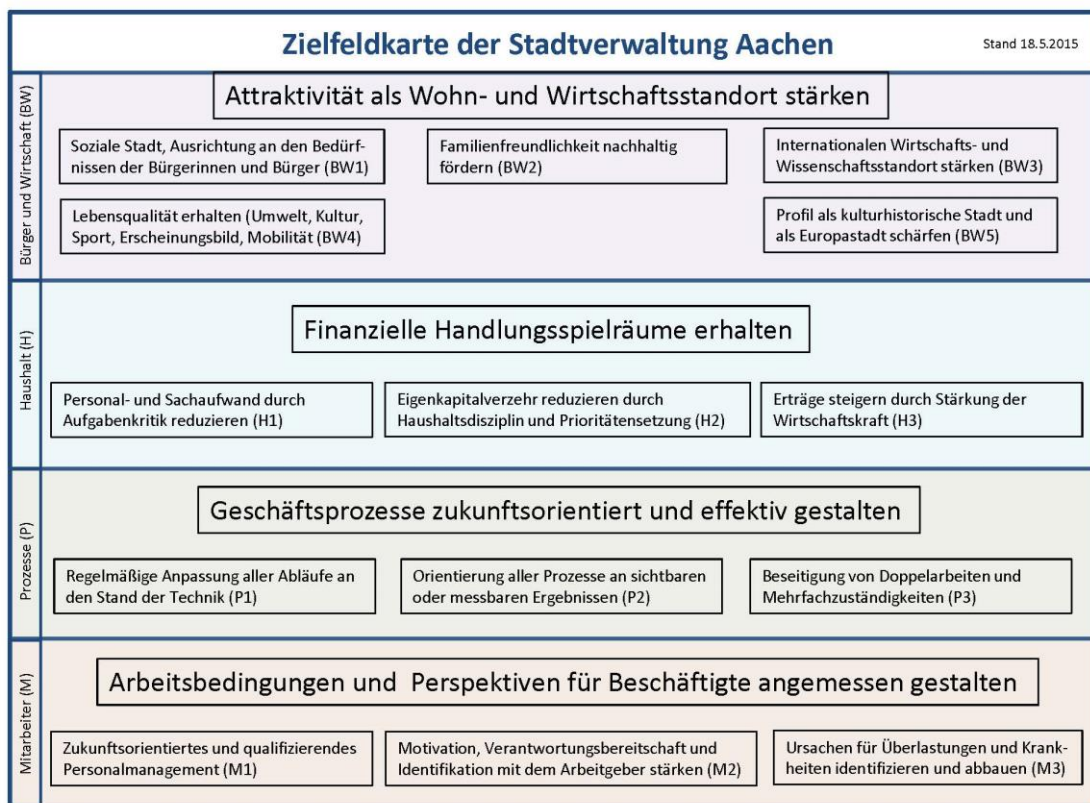 Zielfeldkarte der Stadtverwaltung Aachen
Stand 18.5.2015
Bürger und Wirtschaft (BW)
Attraktivität als Wohn- und Wirtschaftsstandort stärken
Soziale Stadt, Ausrichtung an den Bedürf-
nissen der Bürgerinnen und Bürger (BW1)
Familienfreundlichkeit nachhaltig
fördern (BW2)
Internationalen Wirtschafts- und
Wissenschaftsstandort stärken (BW3)
Lebensqualität erhalten (Umwelt, Kultur,
Sport, Erscheinungsbild, Mobilität (BW4)
Profil als kulturhistorische Stadt und
als Europastadt schärfen (BW5)
Haushalt (H)
Finanzielle Handlungsspielräume erhalten
Personal- und Sachaufwand durch
Aufgabenkritik reduzieren (H1)
Eigenkapitalverzehr reduzieren durch
Haushaltsdisziplin und Prioritätensetzung (H2)
Erträge steigern durch Stärkung der
Wirtschaftskraft (H3)
Prozesse (P)
Geschäftsprozesse zukunftsorientiert und effektiv gestalten
Regelmäßige Anpassung aller Abläufe an
den Stand der Technik (P1)
Orientierung aller Prozesse an sichtbaren
oder messbaren Ergebnissen (P2)
Beseitigung von Doppelarbeiten und
Mehrfachzuständigkeiten (P3)
Mitarbeiter (M)
Arbeitsbedingungen und Perspektiven für Beschäftigte angemessen gestalten
Zukunftsorientiertes und qualifizierendes
Personalmanagement (M1)
Motivation, Verantwortungsbereitschaft und
Identifikation mit dem Arbeitgeber stärken (M2)
Ursachen für Überlastungen und Krank-
heiten identifizieren und abbauen (M3)